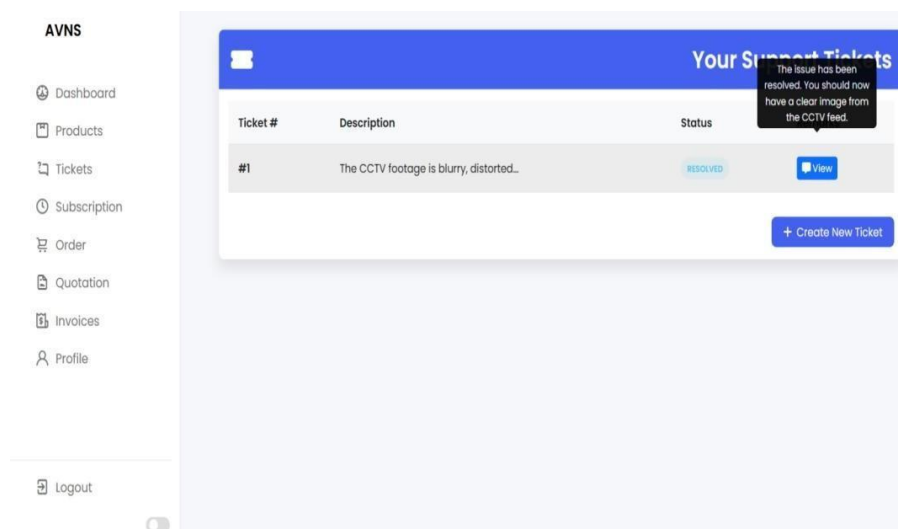 AVNS
Dashboard
Products
Tickets
Subscription
Order
Quotation
Invoices
Profile
Logout
Your Support Tickets
The issue has been
resolved. You should now
have a clear image from
the CCTV feed.
Ticket # Description Status
#1 The CCTV footage is blurry, distorted... RESOLVED View
+ Create New Ticket